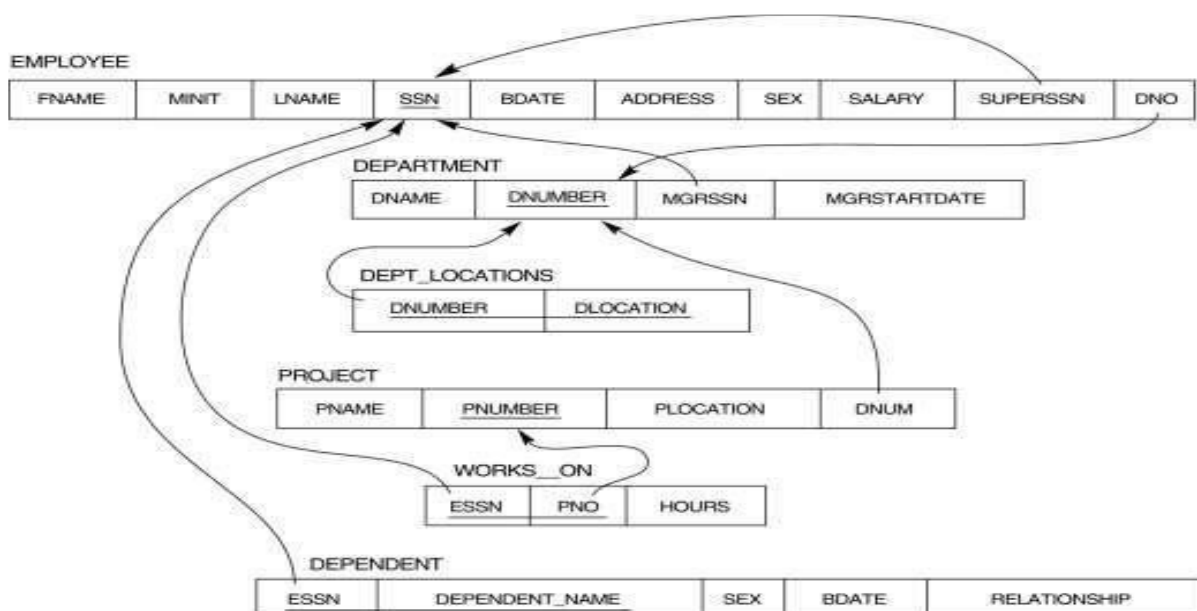 EMPLOYEE
FNAME MINIT LNAME SSN BDATE ADDRESS SEX SALARY SUPERSSN DNO
DEPARTMENT
DNAME DNUMBER MGRSSN MGRSTARTDATE
DEPT_LOCATIONS
DNUMBER DLOCATION
PROJECT
PNAME PNUMBER PLOCATION DNUM
WORKS__ON
ESSN PNO HOURS
DEPENDENT
ESSN DEPENDENT_NAME SEX BDATE RELATIONSHIP